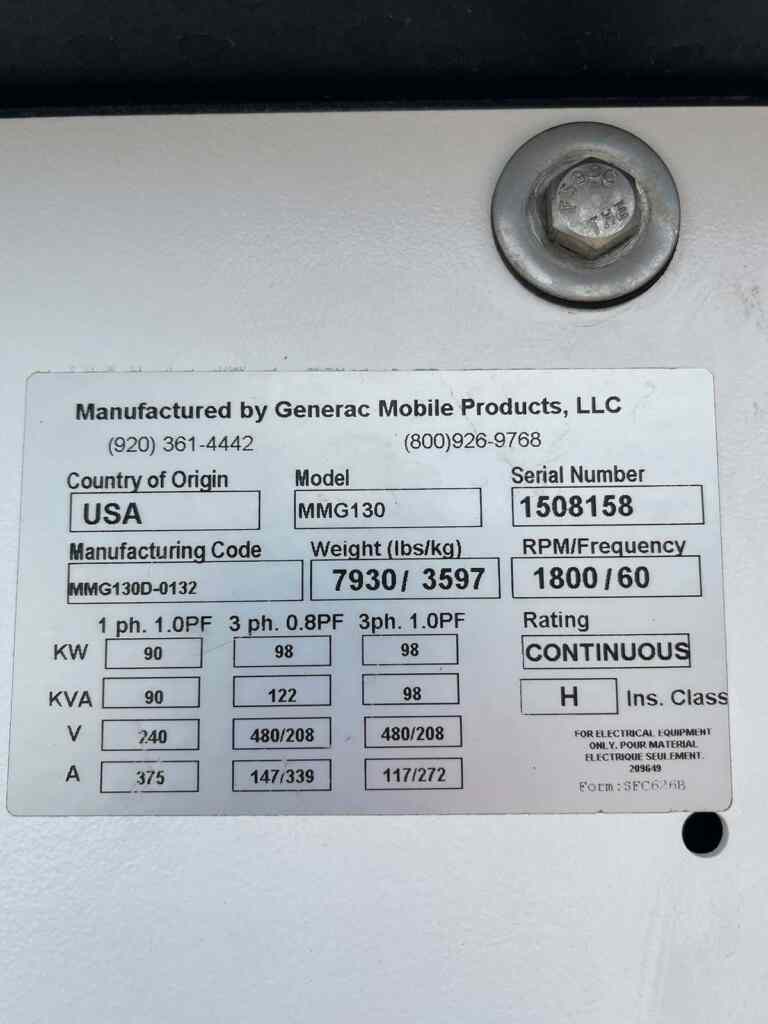 F593C
THE
Manufactured by Generac Mobile Products, LLC
(920) 361-4442 (800)926-9768
Country of Origin Model Serial Number
USA MMG130 1508158
Manufacturing Code Weight (lbs/kg) RPM/Frequency
MMG130D-0132 7930/ 3597 1800/60
1 ph. 1.0PF 3 ph. 0.8PF 3ph. 1.0PF Rating
KW 90 98 98 CONTINUOUS
KVA 90 122 98 H Ins. Class
V 240 480/208 480/208
A 375 147/339 117/272
FOR ELECTRICAL EQUIPMENT
ONLY. POUR MATERIAL
ELECTRIQUE SEULEMENT.
209649
Form:SFC626B